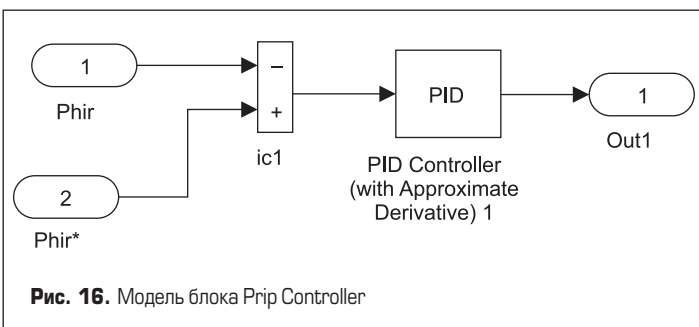 1
Phir
2
Phir*
−
+
ic1
PID
PID Controller
(with Approximate
Derivative) 1
1
Out1
Рис. 16. Модель блока Prip Controller